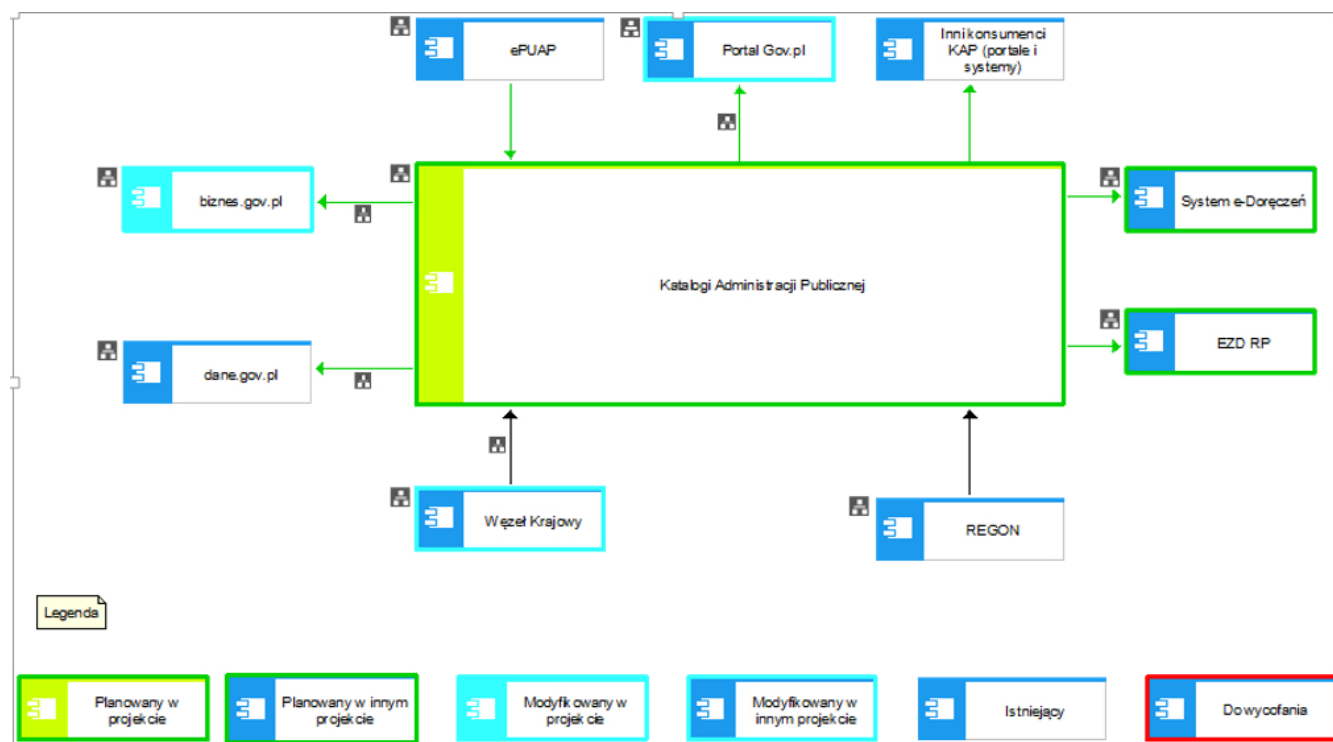 ePUAP
Portal Gov.pl
Inni konsumenci
KAP (portale i
systemy)
biznes.gov.pl
System e-Doręczeń
Katalogi Administracji Publicznej
EZD RP
dane.gov.pl
Węzeł Krajowy
REGON
Legenda
Planowany w
projekcie
Planowany w innym
projekcie
Modyfikowany w
projekcie
Modyfikowany w
innym projekcie
Istniejący
Do wycofania